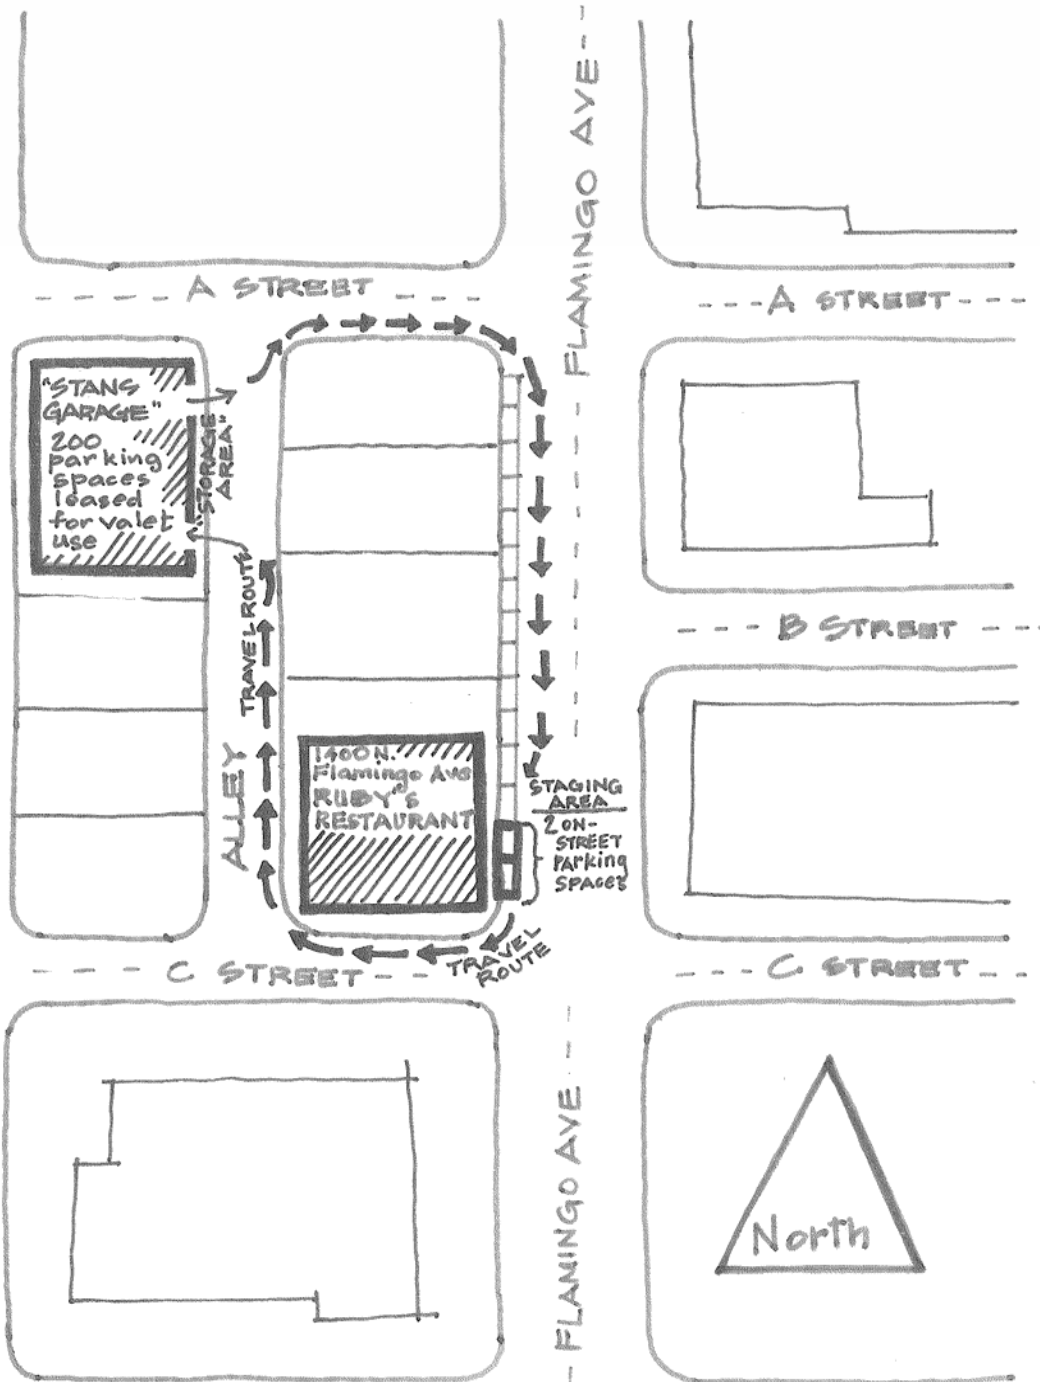 FLAMINGO AVE
A STREET
A STREET
"STANS
GARAGE"
200
parking
spaces
leased
for valet
use
"STORAGE
AREA"
TRAVEL ROUTE
ALLEY
B STREET
1400 N.
Flamingo Ave
RUBY'S
RESTAURANT
STAGING
AREA
2 ON-
STREET
Parking
SPACES
TRAVEL
ROUTE
C STREET
C STREET
FLAMINGO AVE
North